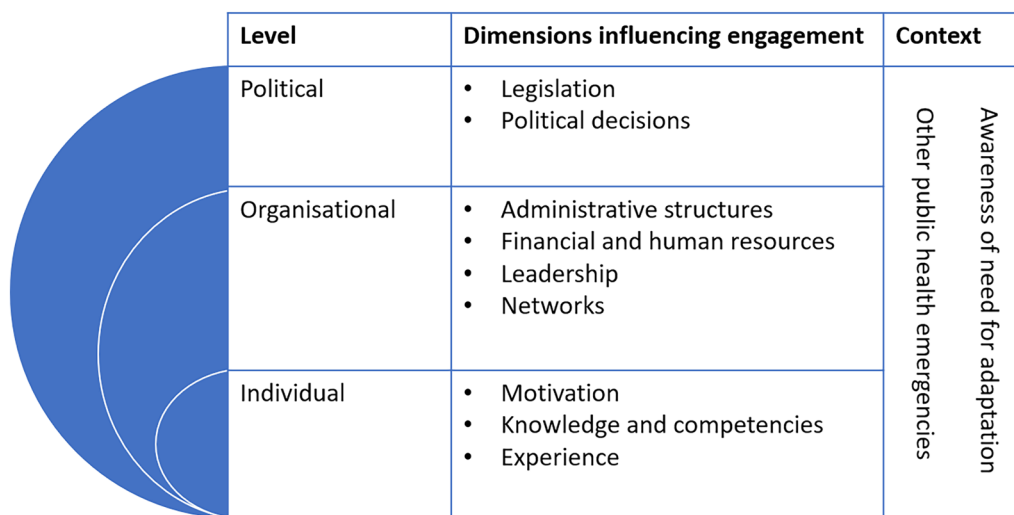 Level
Dimensions influencing engagement
Context
Political
• Legislation
• Political decisions
Organisational
• Administrative structures
• Financial and human resources
• Leadership
• Networks
Individual
• Motivation
• Knowledge and competencies
• Experience
Awareness of need for adaptation
Other public health emergencies